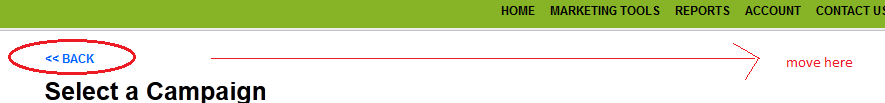 HOME MARKETING TOOLS REPORTS ACCOUNT CONTACT US
<< BACK move here
Select a Campaign